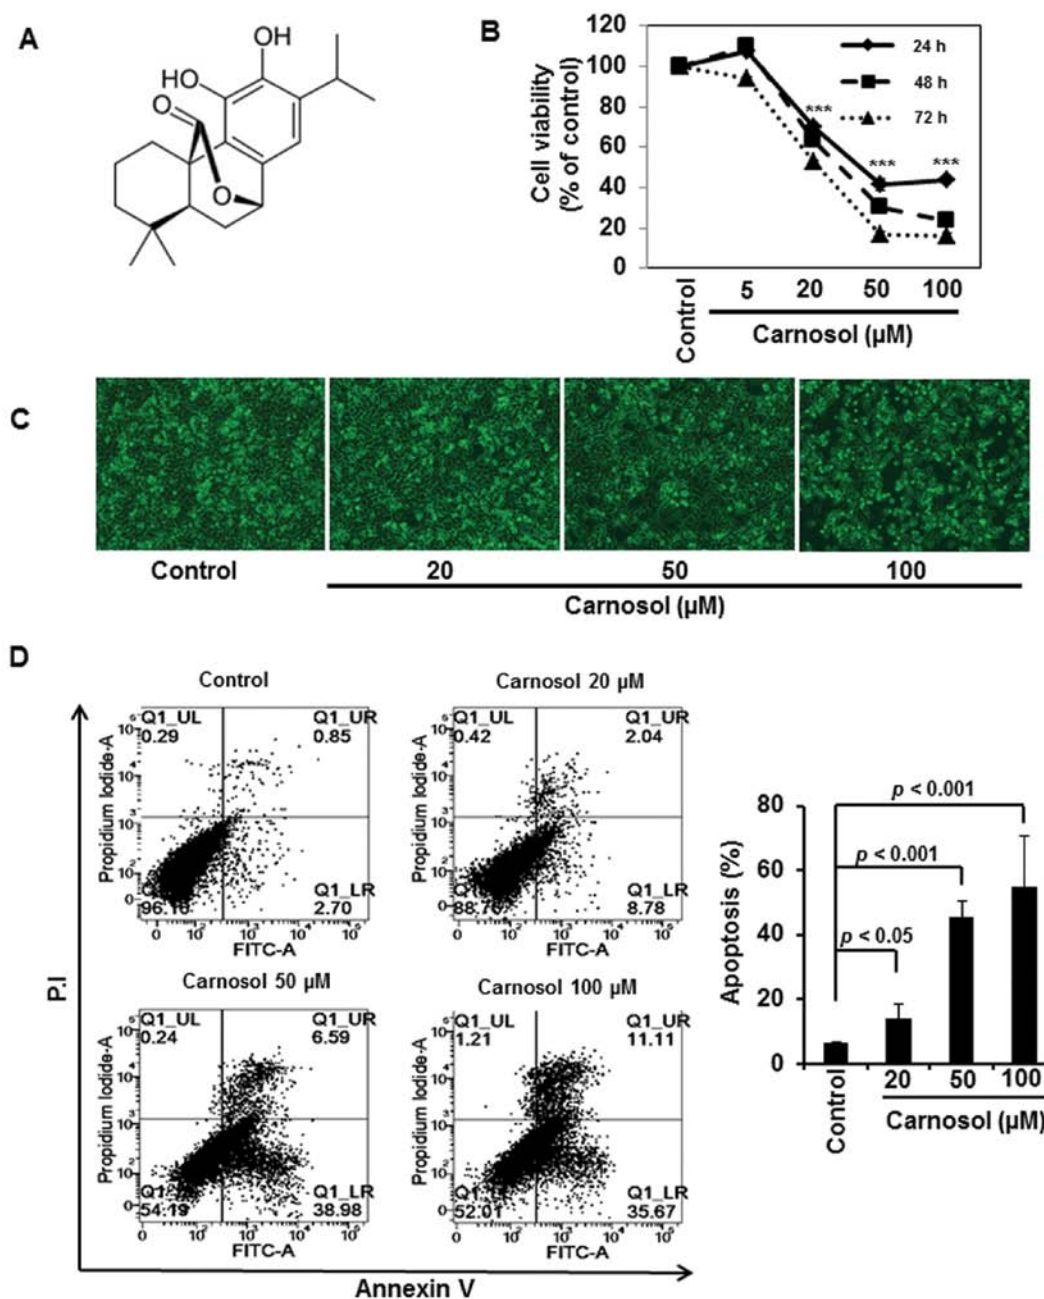 A
OH
HO
O
O
B
120
100
80
60
40
20
0
Cell viability
(% of control)
24 h
48 h
72 h
***
***
***
Control
5
20
50
100
Carnosol (µM)
C
Control
20
50
100
Carnosol (µM)
D
P.I
Annexin V
Control
Q1_UL
0.29
Q1_UR
0.85
96.16
Q1_LR
2.70
Propidium Iodide-A
FITC-A
Carnosol 20 µM
Q1_UL
0.42
Q1_UR
2.04
Q1_LR
8.78
Propidium Iodide-A
FITC-A
Carnosol 50 µM
Q1_UL
0.24
Q1_UR
6.59
54.19
Q1_LR
38.98
Propidium Iodide-A
FITC-A
Carnosol 100 µM
Q1_UL
1.21
Q1_UR
11.11
52.01
Q1_LR
35.67
Propidium Iodide-A
FITC-A
80
60
40
20
0
Apoptosis (%)
p < 0.001
p < 0.001
p < 0.05
Control
20
50
100
Carnosol (µM)